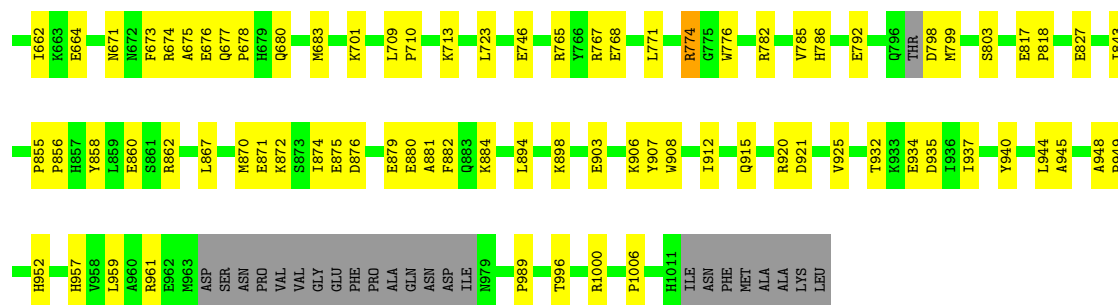 I662 K663 E664 N671 N672 F673 R674 A675 E676 Q677 P678 H679 Q680 M683 K701 L709 P710 K713 L723 E746 R765 Y766 R767 E768 L771 R774 G775 W776 R782 V785 H786 E792 Q796 THR D798 M799 S803 E817 P818 E827
P855 P856 H857 Y858 L859 E860 S861 R862 L867 M870 E871 K872 S873 I874 E875 D876 E879 E880 A881 F882 Q883 K884 L894 K898 E903 K906 Y907 W908 I912 Q915 R920 D921 V925 T932 K933 E934 D935 I936 I937 Y940 L944 A945 A948
H952 H957 V958 L959 A960 R961 E962 M963 ASP SER ASN PRO VAL VAL GLY GLU PHE PRO PRO ALA GLN ASN ASP ILE N979 P989 T996 R1000 P1006 H1011 ILE ASN PHE MET ALA ALA LYS LEU